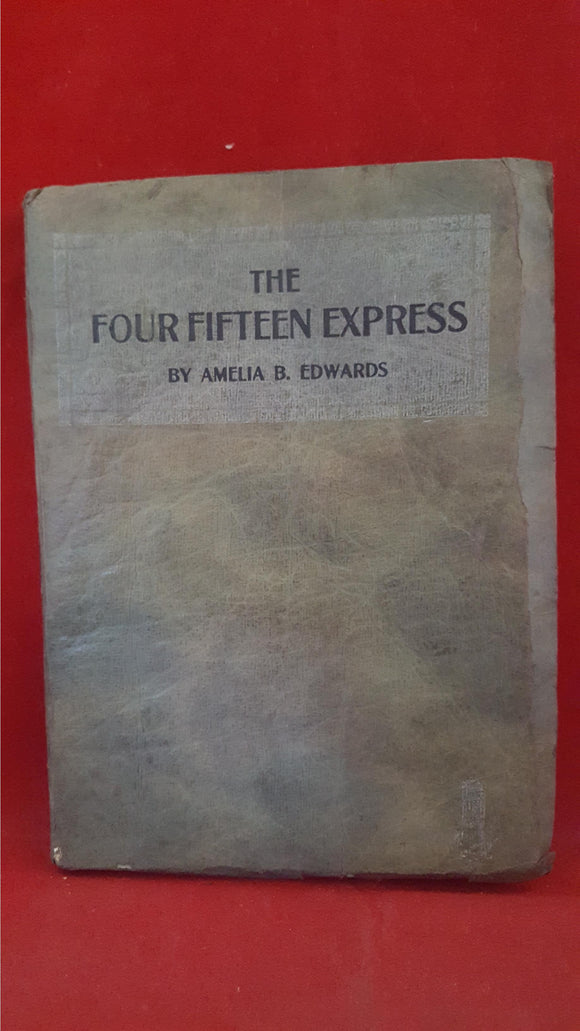 THE
FOUR FIFTEEN EXPRESS
BY AMELIA B. EDWARDS